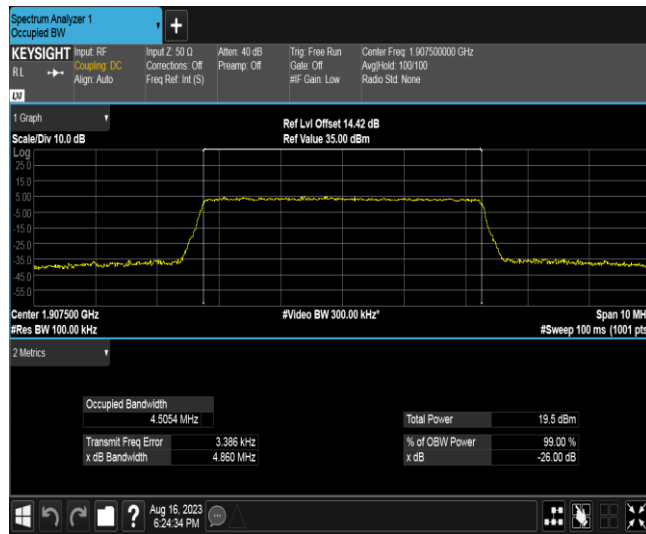 Spectrum Analyzer 1
Occupied BW
+
KEYSIGHT
RL
LXI
Input: RF
Coupling: DC
Align: Auto
Input Z: 50 Ω
Corrections: Off
Freq Ref: Int (S)
Atten: 40 dB
Preamp: Off
Trig: Free Run
Gate: Off
#IF Gain: Low
Center Freq: 1.907500000 GHz
Avg|Hold: 100/100
Radio Std: None
1 Graph
Scale/Div 10.0 dB
Ref Lvl Offset 14.42 dB
Ref Value 35.00 dBm
Log
25.0
15.0
5.00
-5.00
-15.0
-25.0
-35.0
-45.0
-55.0
Center 1.907500 GHz
#Res BW 100.00 kHz
#Video BW 300.00 kHz*
Span 10 MH
#Sweep 100 ms (1001 pts
2 Metrics
Occupied Bandwidth
4.5054 MHz
Transmit Freq Error 3.386 kHz
x dB Bandwidth 4.860 MHz
Total Power 19.5 dBm
% of OBW Power 99.00 %
x dB -26.00 dB
?
Aug 16, 2023
6:24:34 PM